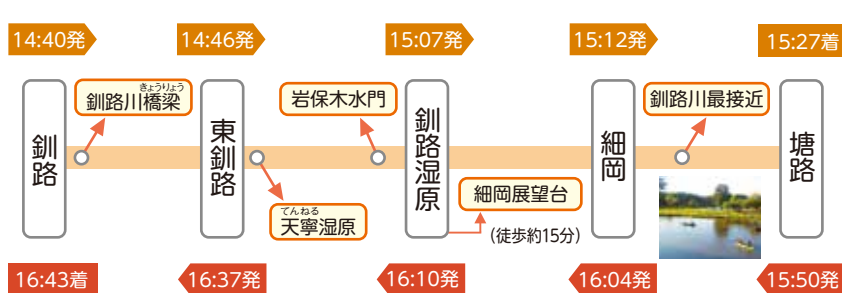 14:40発
14:46発
15:07発
15:12発
15:27着
釧路
きょうりょう
釧路川橋梁
東釧路
てんねる
天寧湿原
岩保木水門
釧路湿原
細岡展望台
(徒歩約15分)
細岡
釧路川最接近
塘路
16:43着
16:37発
16:10発
16:04発
15:50発